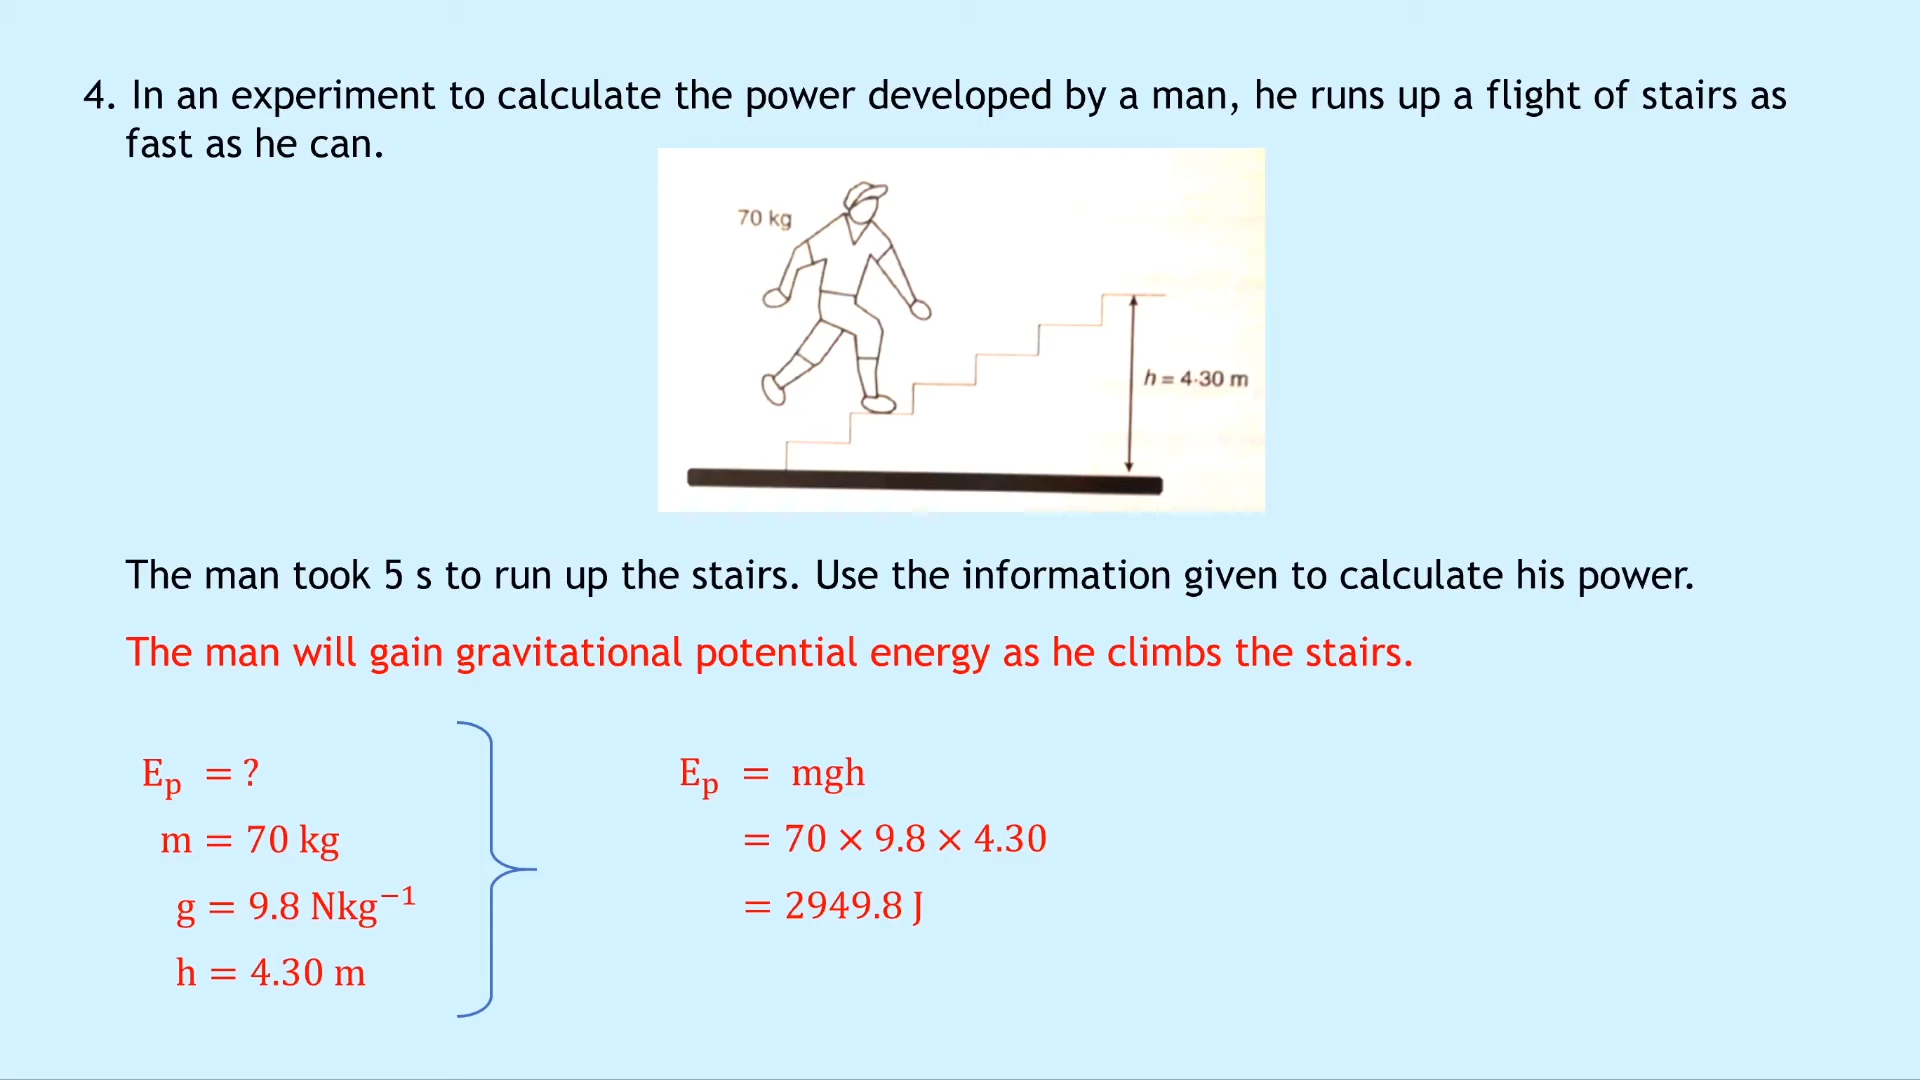 4. In an experiment to calculate the power developed by a man, he runs up a flight of stairs as
fast as he can.
70 kg
h = 4·30 m
The man took 5 s to run up the stairs. Use the information given to calculate his power.
The man will gain gravitational potential energy as he climbs the stairs.
Eₚ = ?
m = 70 kg
g = 9.8 Nkg⁻¹
h = 4.30 m
Eₚ = mgh
= 70 × 9.8 × 4.30
= 2949.8 J